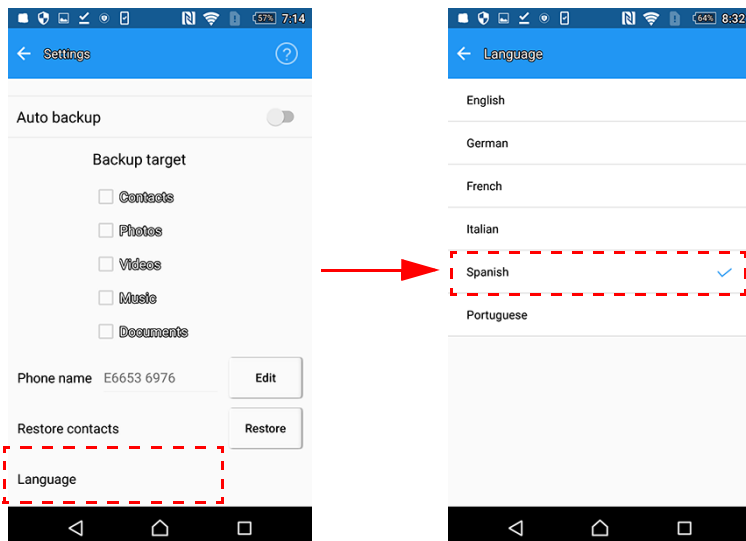 57% 7:14
Settings
Auto backup
Backup target
Contacts
Photos
Videos
Music
Documents
Phone name E6653 6976 Edit
Restore contacts Restore
Language
64% 8:32
Language
English
German
French
Italian
Spanish
Portuguese